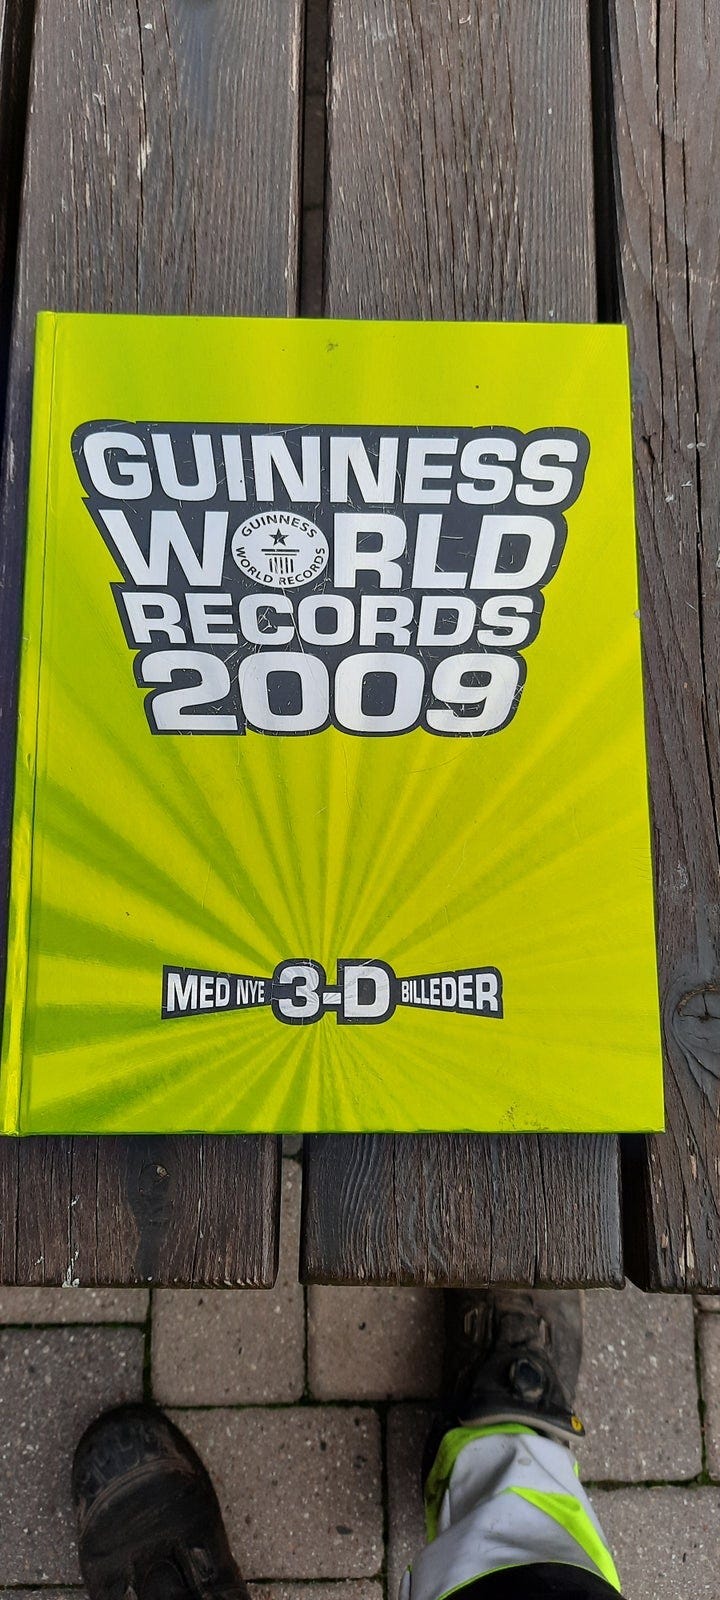 GUINNESS
WORLD
GUINNESS
WORLD RECORDS
RECORDS
2009
MED NYE 3-D BILLEDER